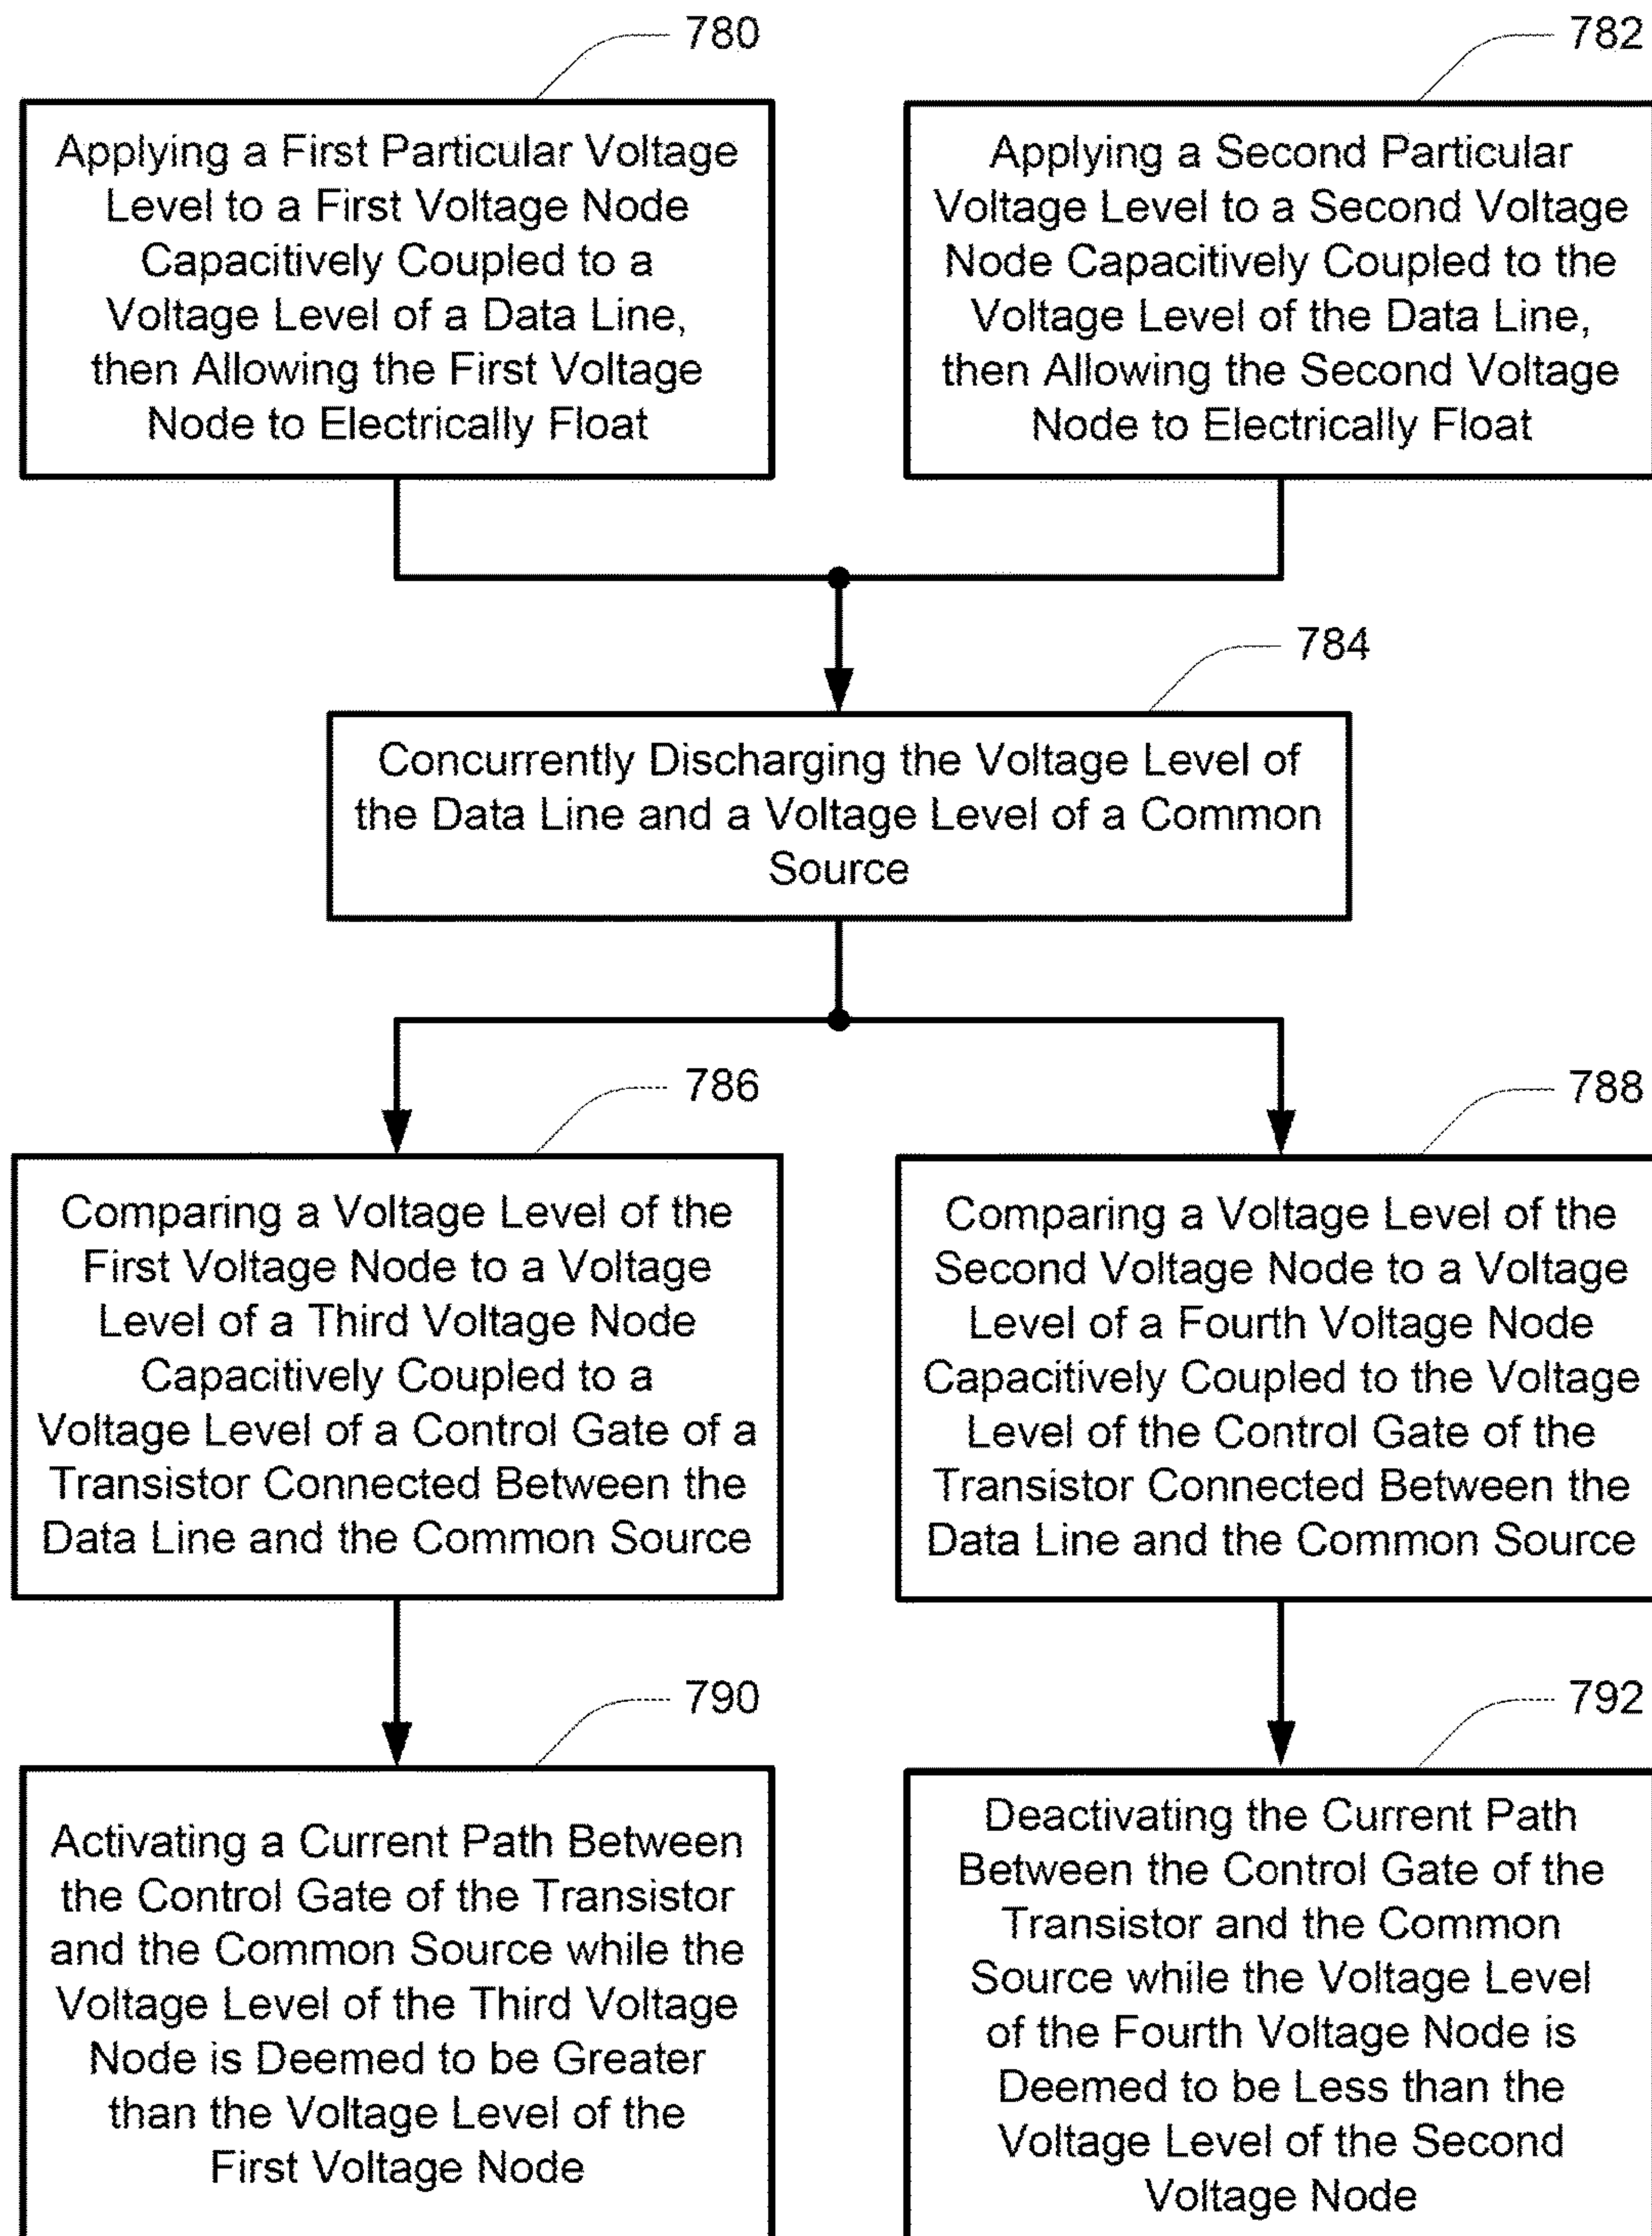 780
Applying a First Particular Voltage
Level to a First Voltage Node
Capacitively Coupled to a
Voltage Level of a Data Line,
then Allowing the First Voltage
Node to Electrically Float
782
Applying a Second Particular
Voltage Level to a Second Voltage
Node Capacitively Coupled to the
Voltage Level of the Data Line,
then Allowing the Second Voltage
Node to Electrically Float
784
Concurrently Discharging the Voltage Level of
the Data Line and a Voltage Level of a Common
Source
786
Comparing a Voltage Level of the
First Voltage Node to a Voltage
Level of a Third Voltage Node
Capacitively Coupled to a
Voltage Level of a Control Gate of a
Transistor Connected Between the
Data Line and the Common Source
788
Comparing a Voltage Level of the
Second Voltage Node to a Voltage
Level of a Fourth Voltage Node
Capacitively Coupled to the Voltage
Level of the Control Gate of the
Transistor Connected Between the
Data Line and the Common Source
790
Activating a Current Path Between
the Control Gate of the Transistor
and the Common Source while the
Voltage Level of the Third Voltage
Node is Deemed to be Greater
than the Voltage Level of the
First Voltage Node
792
Deactivating the Current Path
Between the Control Gate of the
Transistor and the Common
Source while the Voltage Level
of the Fourth Voltage Node is
Deemed to be Less than the
Voltage Level of the Second
Voltage Node